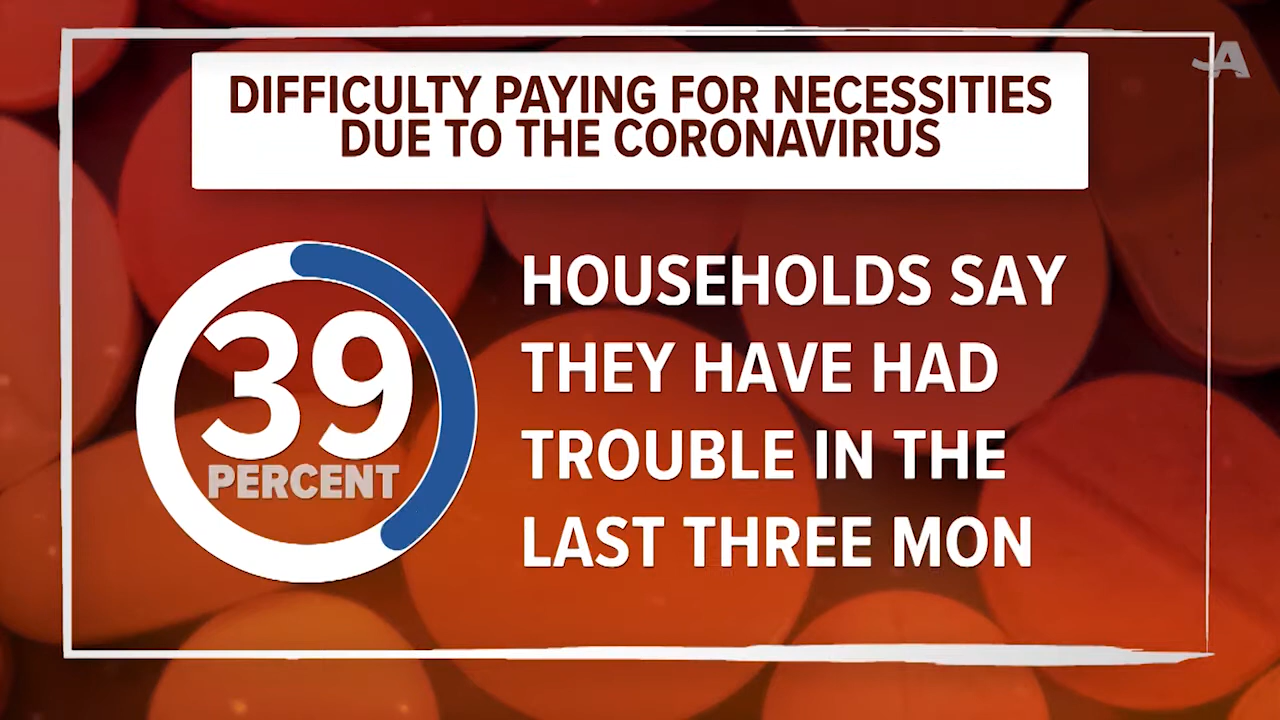 DIFFICULTY PAYING FOR NECESSITIES
DUE TO THE CORONAVIRUS
39
PERCENT
HOUSEHOLDS SAY
THEY HAVE HAD
TROUBLE IN THE
LAST THREE MON